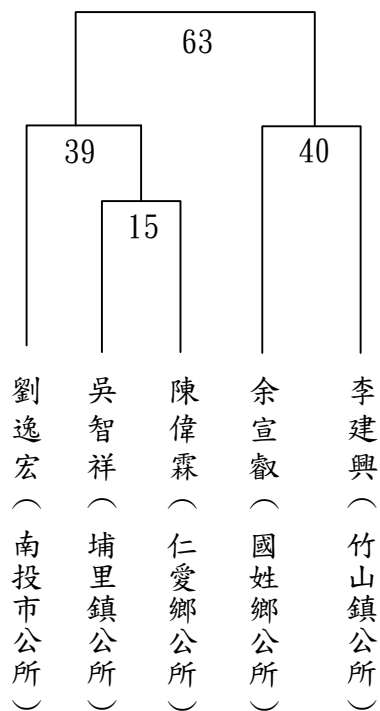 63
39
40
15
劉逸宏（南投市公所）
吳智祥（埔里鎮公所）
陳偉霖（仁愛鄉公所）
余宣叡（國姓鄉公所）
李建興（竹山鎮公所）